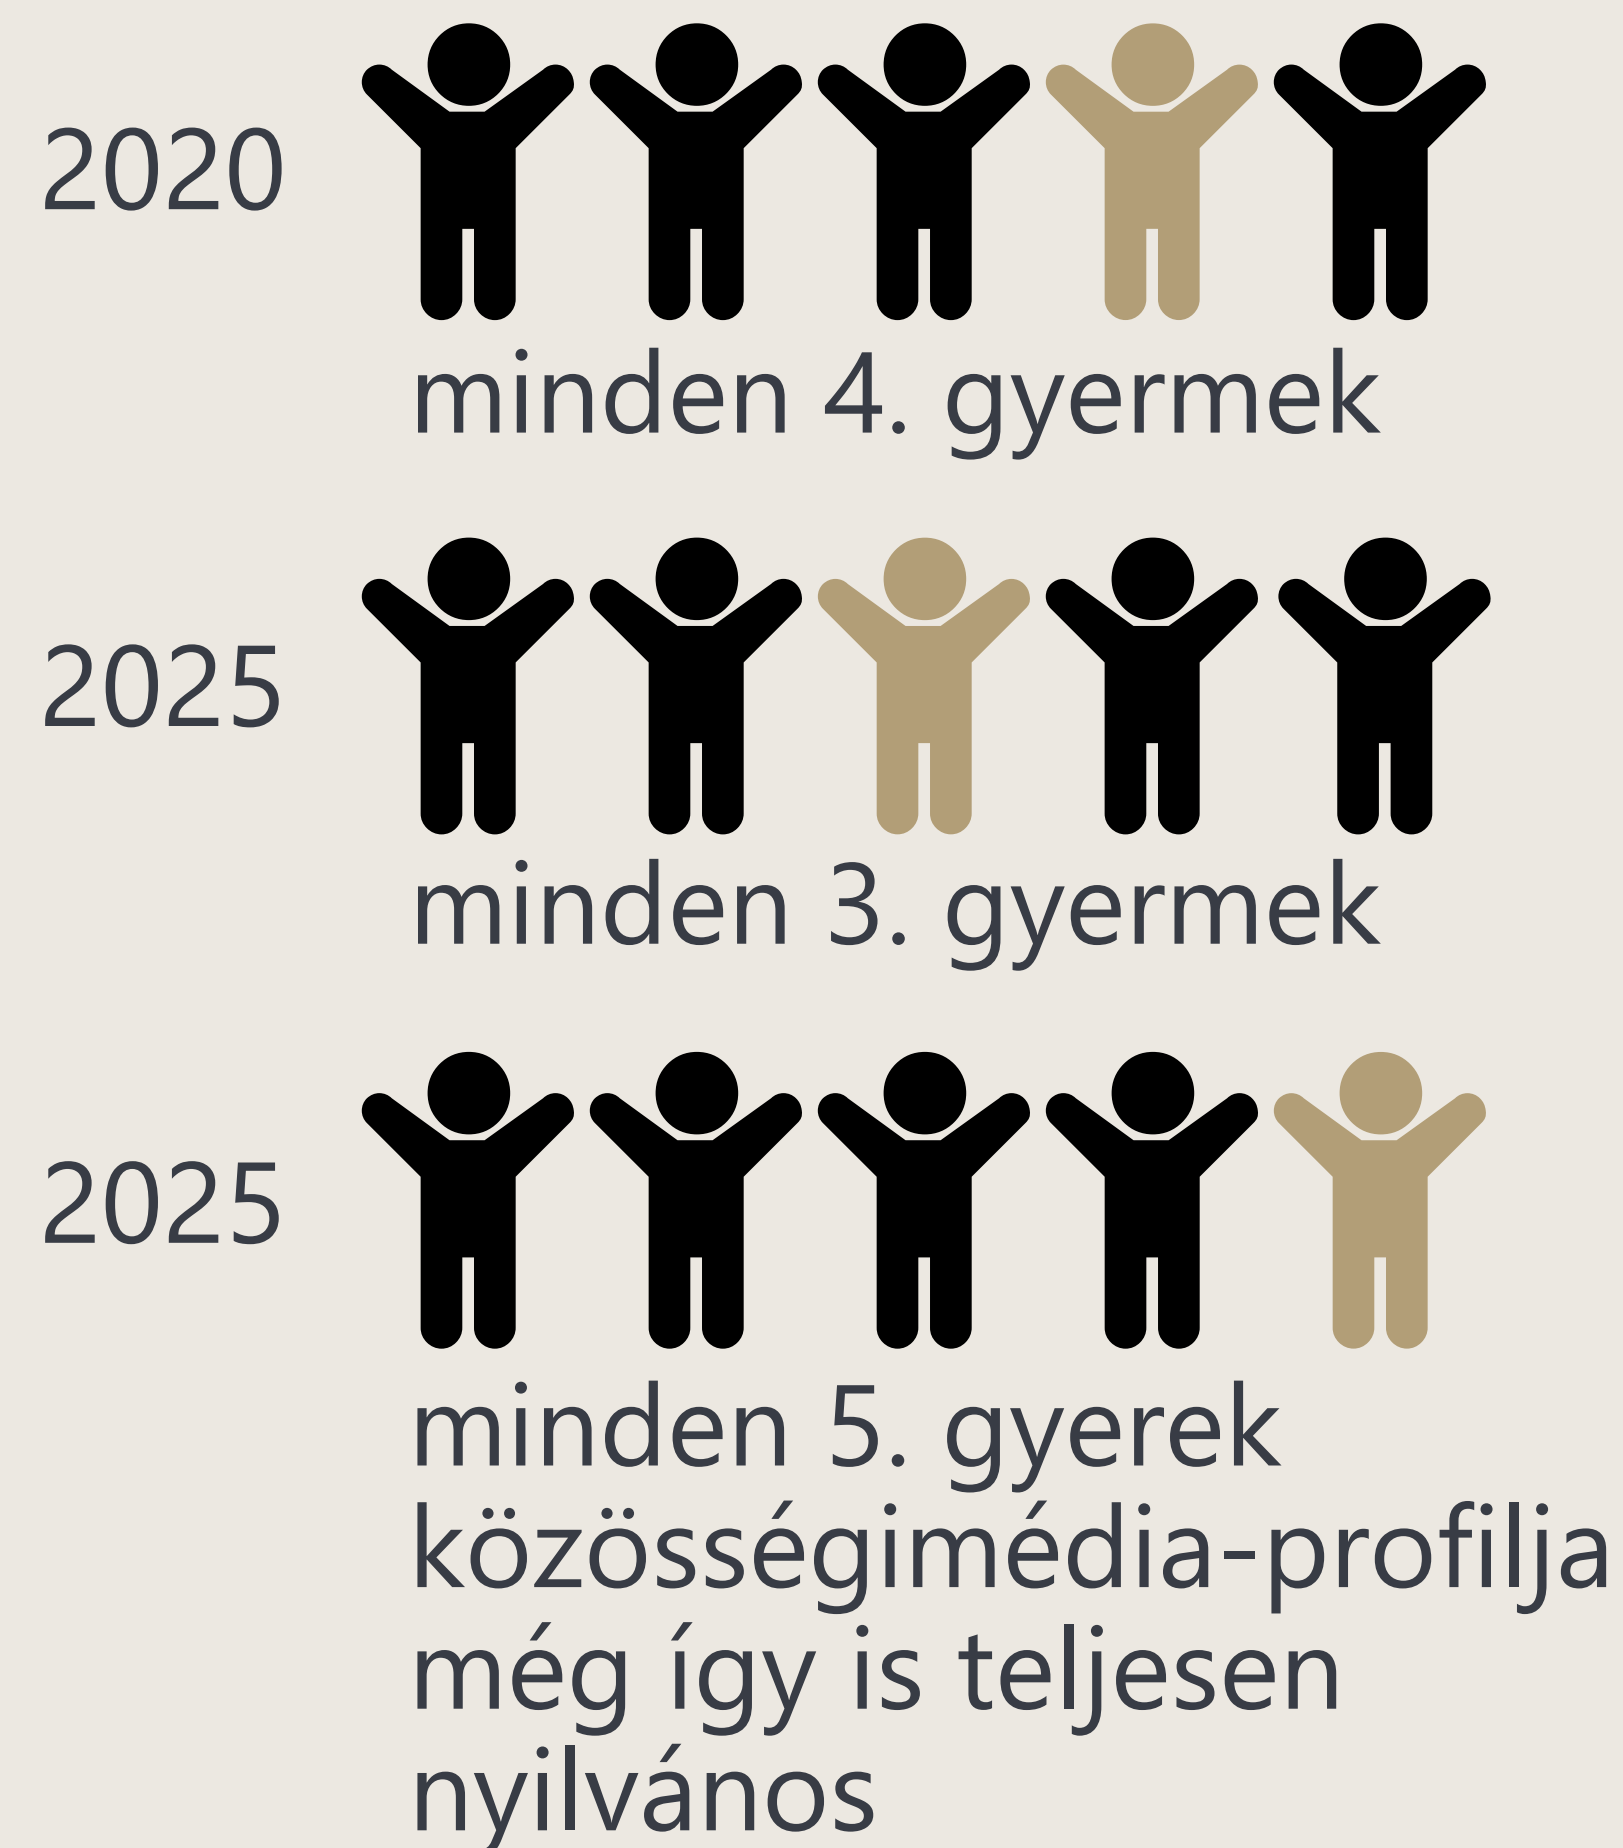 2020
minden 4. gyermek
2025
minden 3. gyermek
2025
minden 5. gyerek
közösségimédia-profilja
még így is teljesen
nyilvános